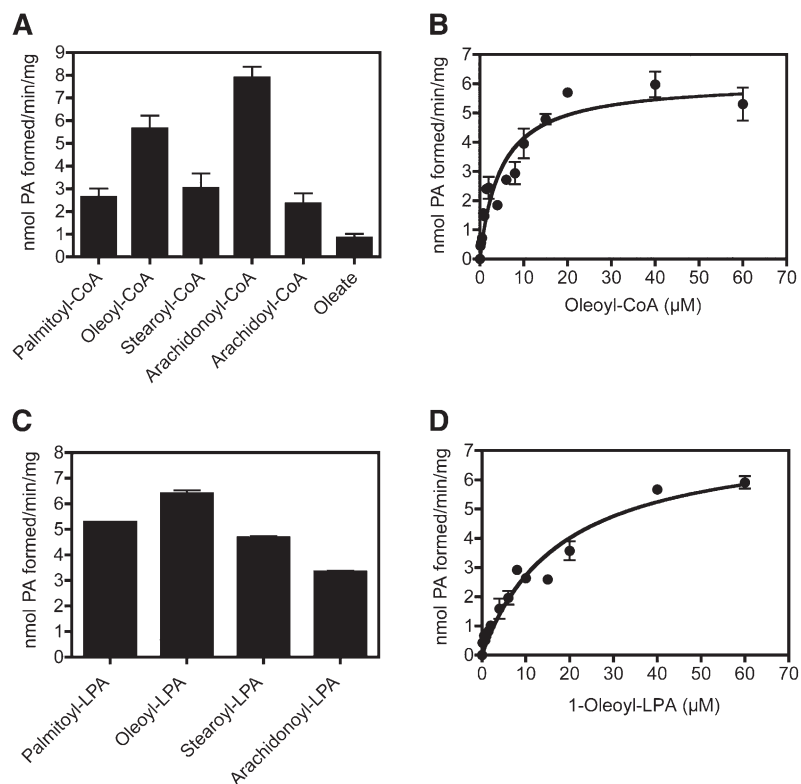 A
nmol PA formed/min/mg
9
8
7
6
5
4
3
2
1
0
Palmitoyl-CoA
Oleoyl-CoA
Stearoyl-CoA
Arachidonoyl-CoA
Arachidoyl-CoA
Oleate
B
nmol PA formed/min/mg
7
6
5
4
3
2
1
0
0 10 20 30 40 50 60 70
Oleoyl-CoA (µM)
C
nmol PA formed/min/mg
8
7
6
5
4
3
2
1
0
Palmitoyl-LPA
Oleoyl-LPA
Stearoyl-LPA
Arachidonoyl-LPA
D
nmol PA formed/min/mg
7
6
5
4
3
2
1
0
0 10 20 30 40 50 60 70
1-Oleoyl-LPA (µM)